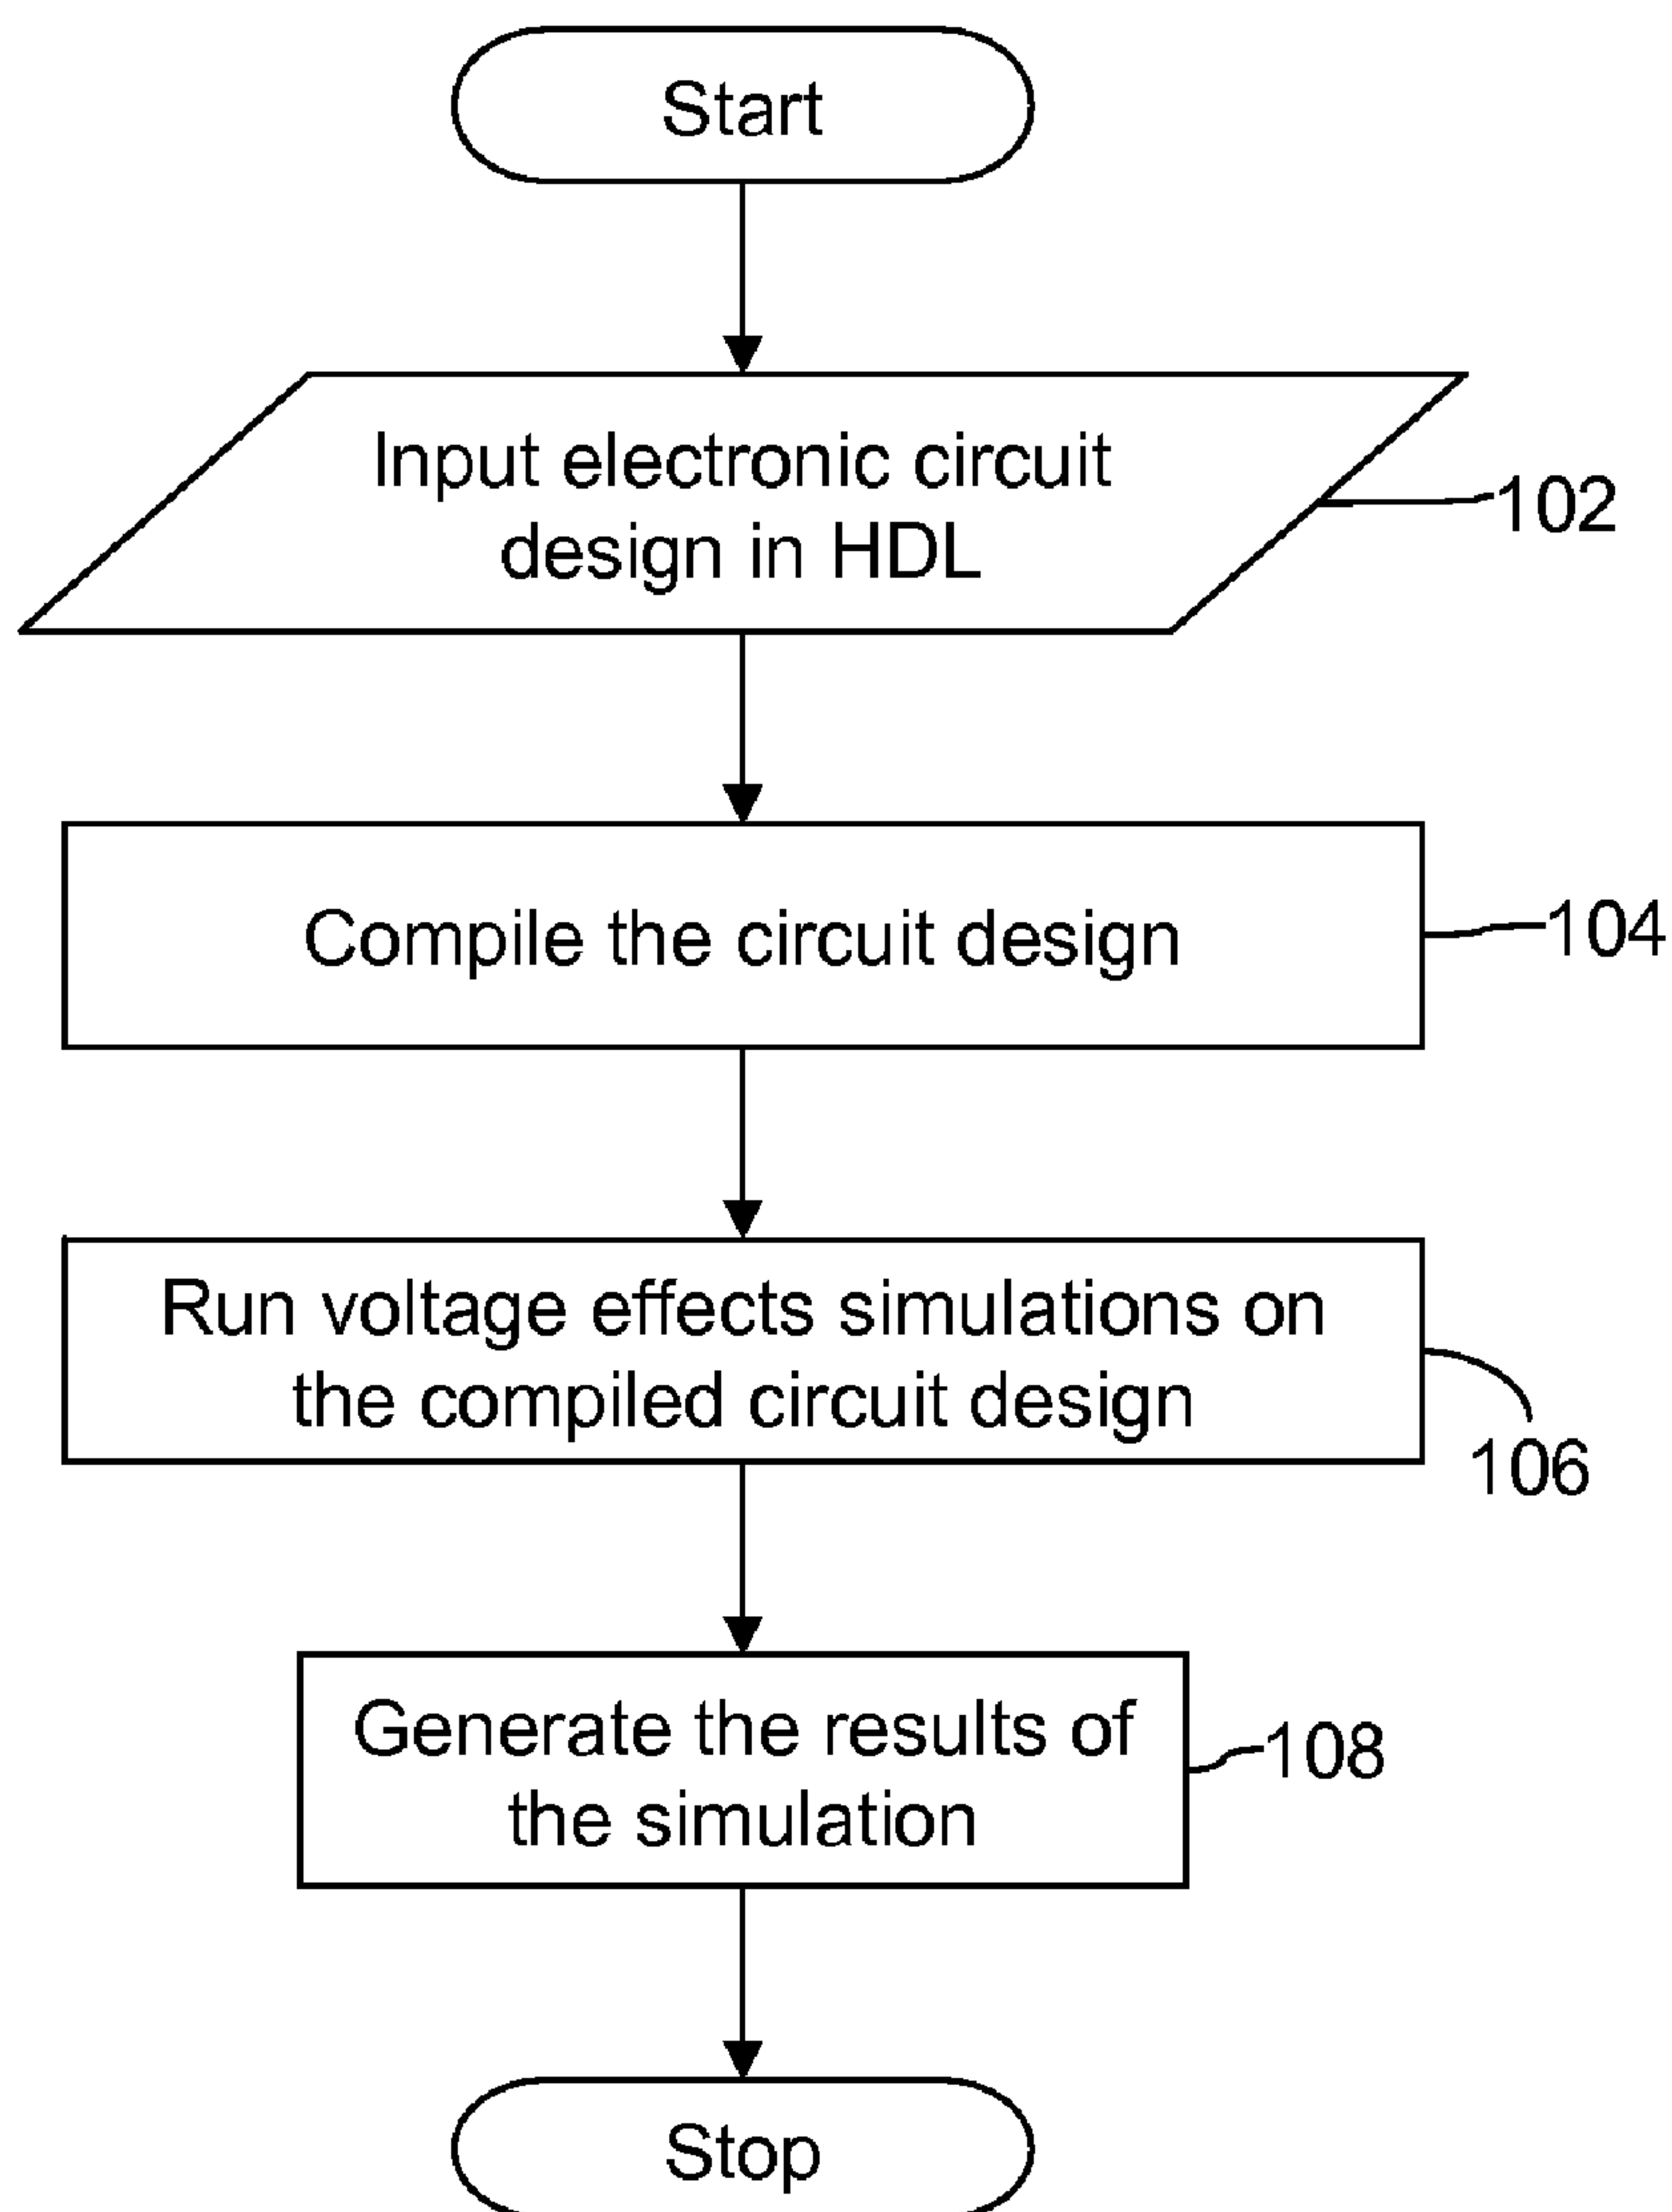 Start
Input electronic circuit
design in HDL
102
Compile the circuit design
104
Run voltage effects simulations on
the compiled circuit design
106
Generate the results of
the simulation
108
Stop